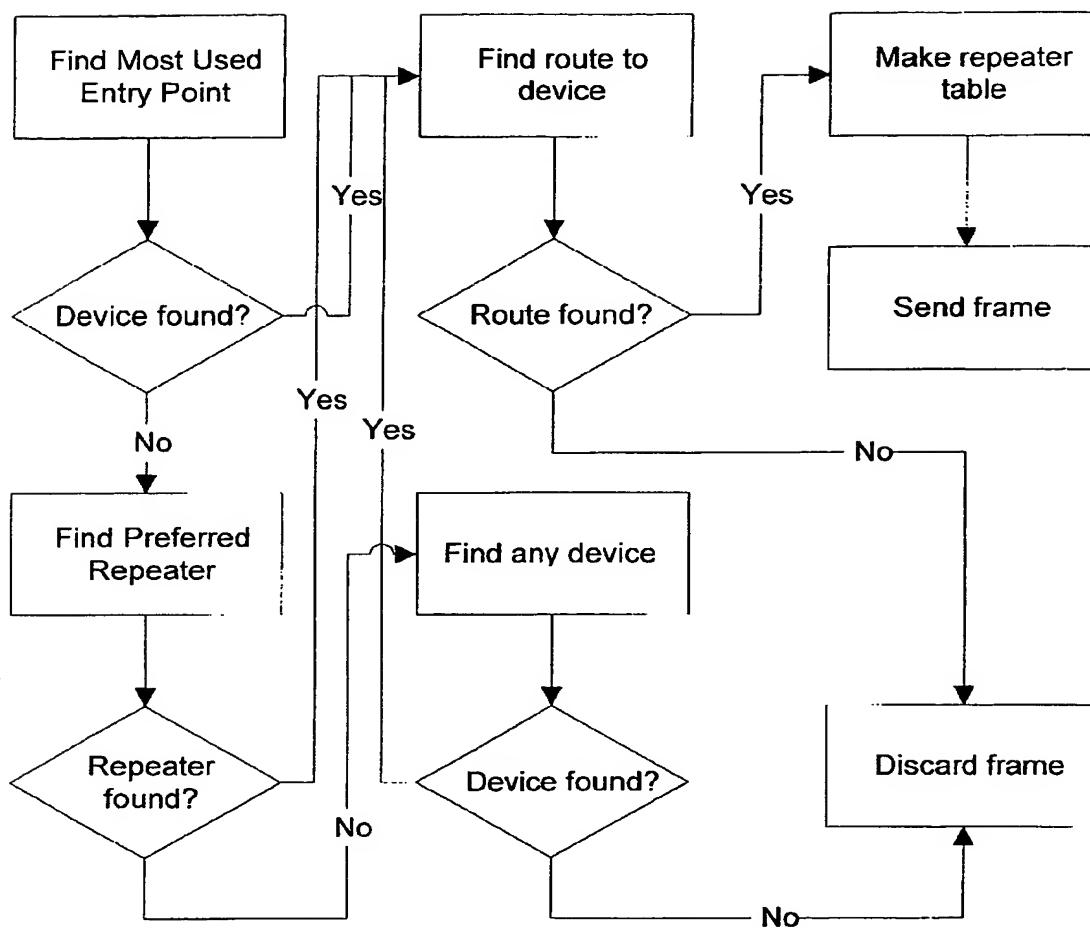 Find Most Used
Entry Point
Find route to
device
Make repeater
table
Yes
Yes
Device found?
Route found?
Send frame
Yes
Yes
No
No
Find Preferred
Repeater
Find any device
Repeater
found?
Device found?
Discard frame
No
No